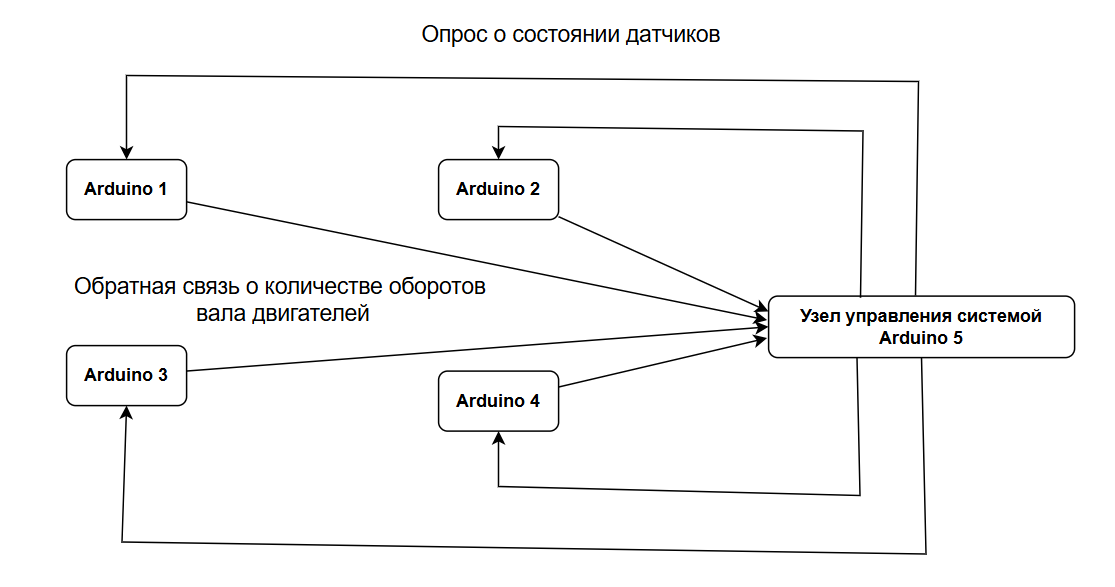 Опрос о состоянии датчиков
Arduino 1
Arduino 2
Обратная связь о количестве оборотов
вала двигателей
Узел управления системой
Arduino 5
Arduino 3
Arduino 4